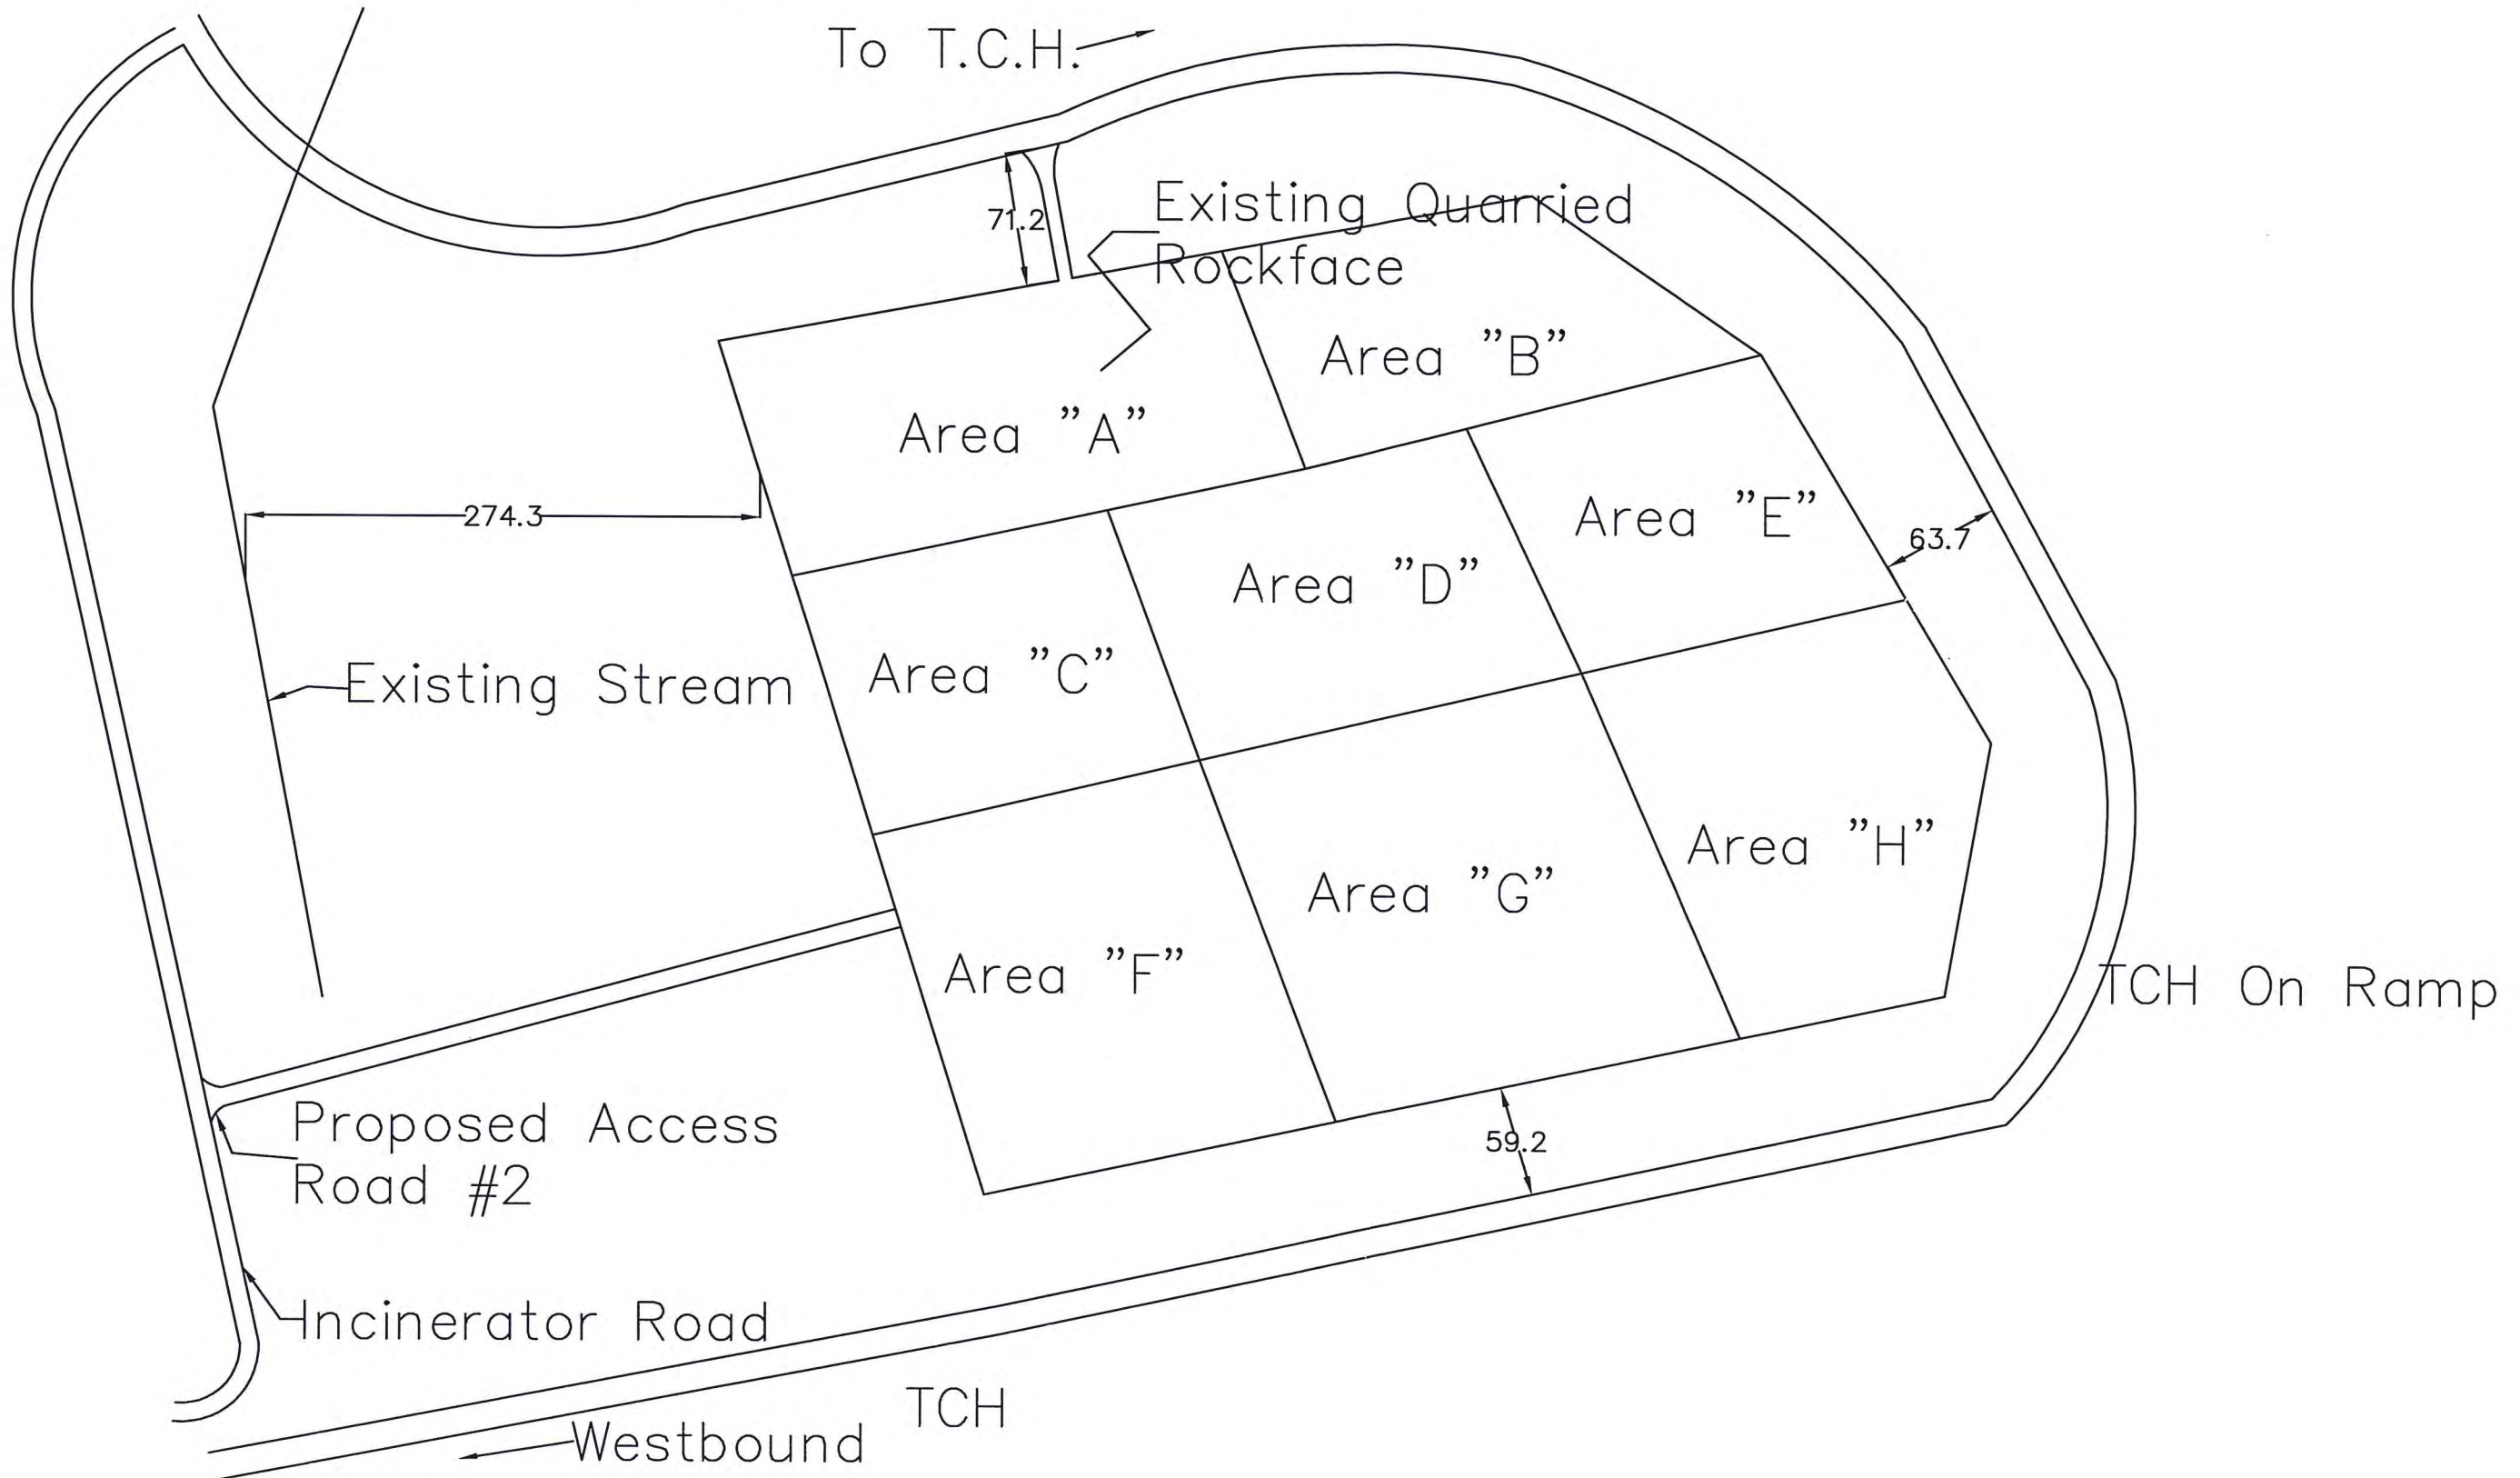 To T.C.H.
Existing Quarried
Rockface
71.2
Area "B"
Area "A"
274.3
Area "E"
63.7
Area "D"
Area "C"
Existing Stream
Area "H"
Area "G"
Area "F"
TCH On Ramp
Proposed Access
Road #2
59.2
Incinerator Road
TCH
Westbound